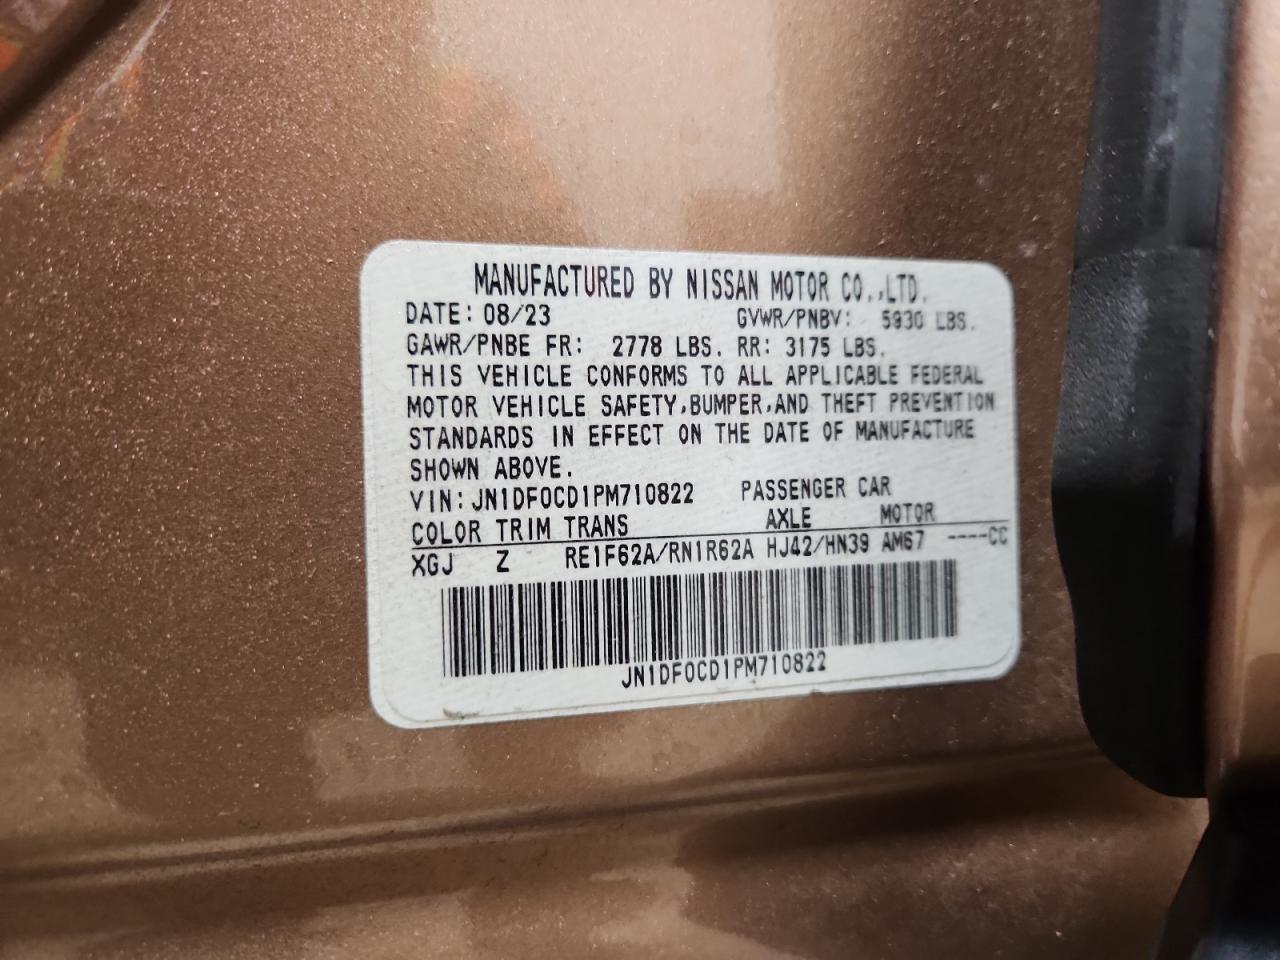 MANUFACTURED BY NISSAN MOTOR CO.,LTD.
DATE: 08/23 GVWR/PNBV: 5930 LBS.
GAWR/PNBE FR: 2778 LBS. RR: 3175 LBS.
THIS VEHICLE CONFORMS TO ALL APPLICABLE FEDERAL
MOTOR VEHICLE SAFETY,BUMPER,AND THEFT PREVENTION
STANDARDS IN EFFECT ON THE DATE OF MANUFACTURE
SHOWN ABOVE.
VIN: JN1DF0CD1PM710822 PASSENGER CAR
COLOR TRIM TRANS AXLE MOTOR
XGJ Z RE1F62A/RN1R62A HJ42/HN39 AM67 ----CC
JN1DF0CD1PM710822